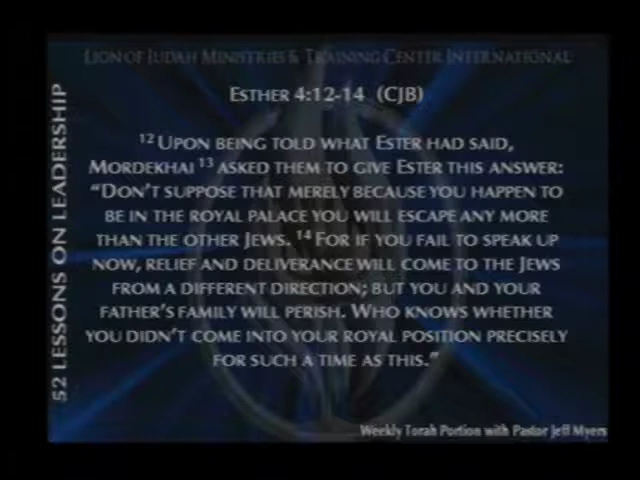 LION OF JUDAH MINISTRIES & TRAINING CENTER INTERNATIONAL
52 LESSONS ON LEADERSHIP
ESTHER 4:12-14 (CJB)
12 UPON BEING TOLD WHAT ESTER HAD SAID,
MORDEKHAI 13 ASKED THEM TO GIVE ESTER THIS ANSWER:
“DON’T SUPPOSE THAT MERELY BECAUSE YOU HAPPEN TO
BE IN THE ROYAL PALACE YOU WILL ESCAPE ANY MORE
THAN THE OTHER JEWS. 14 FOR IF YOU FAIL TO SPEAK UP
NOW, RELIEF AND DELIVERANCE WILL COME TO THE JEWS
FROM A DIFFERENT DIRECTION; BUT YOU AND YOUR
FATHER’S FAMILY WILL PERISH. WHO KNOWS WHETHER
YOU DIDN’T COME INTO YOUR ROYAL POSITION PRECISELY
FOR SUCH A TIME AS THIS.”
Weekly Torah Portion with Pastor Jeff Myers